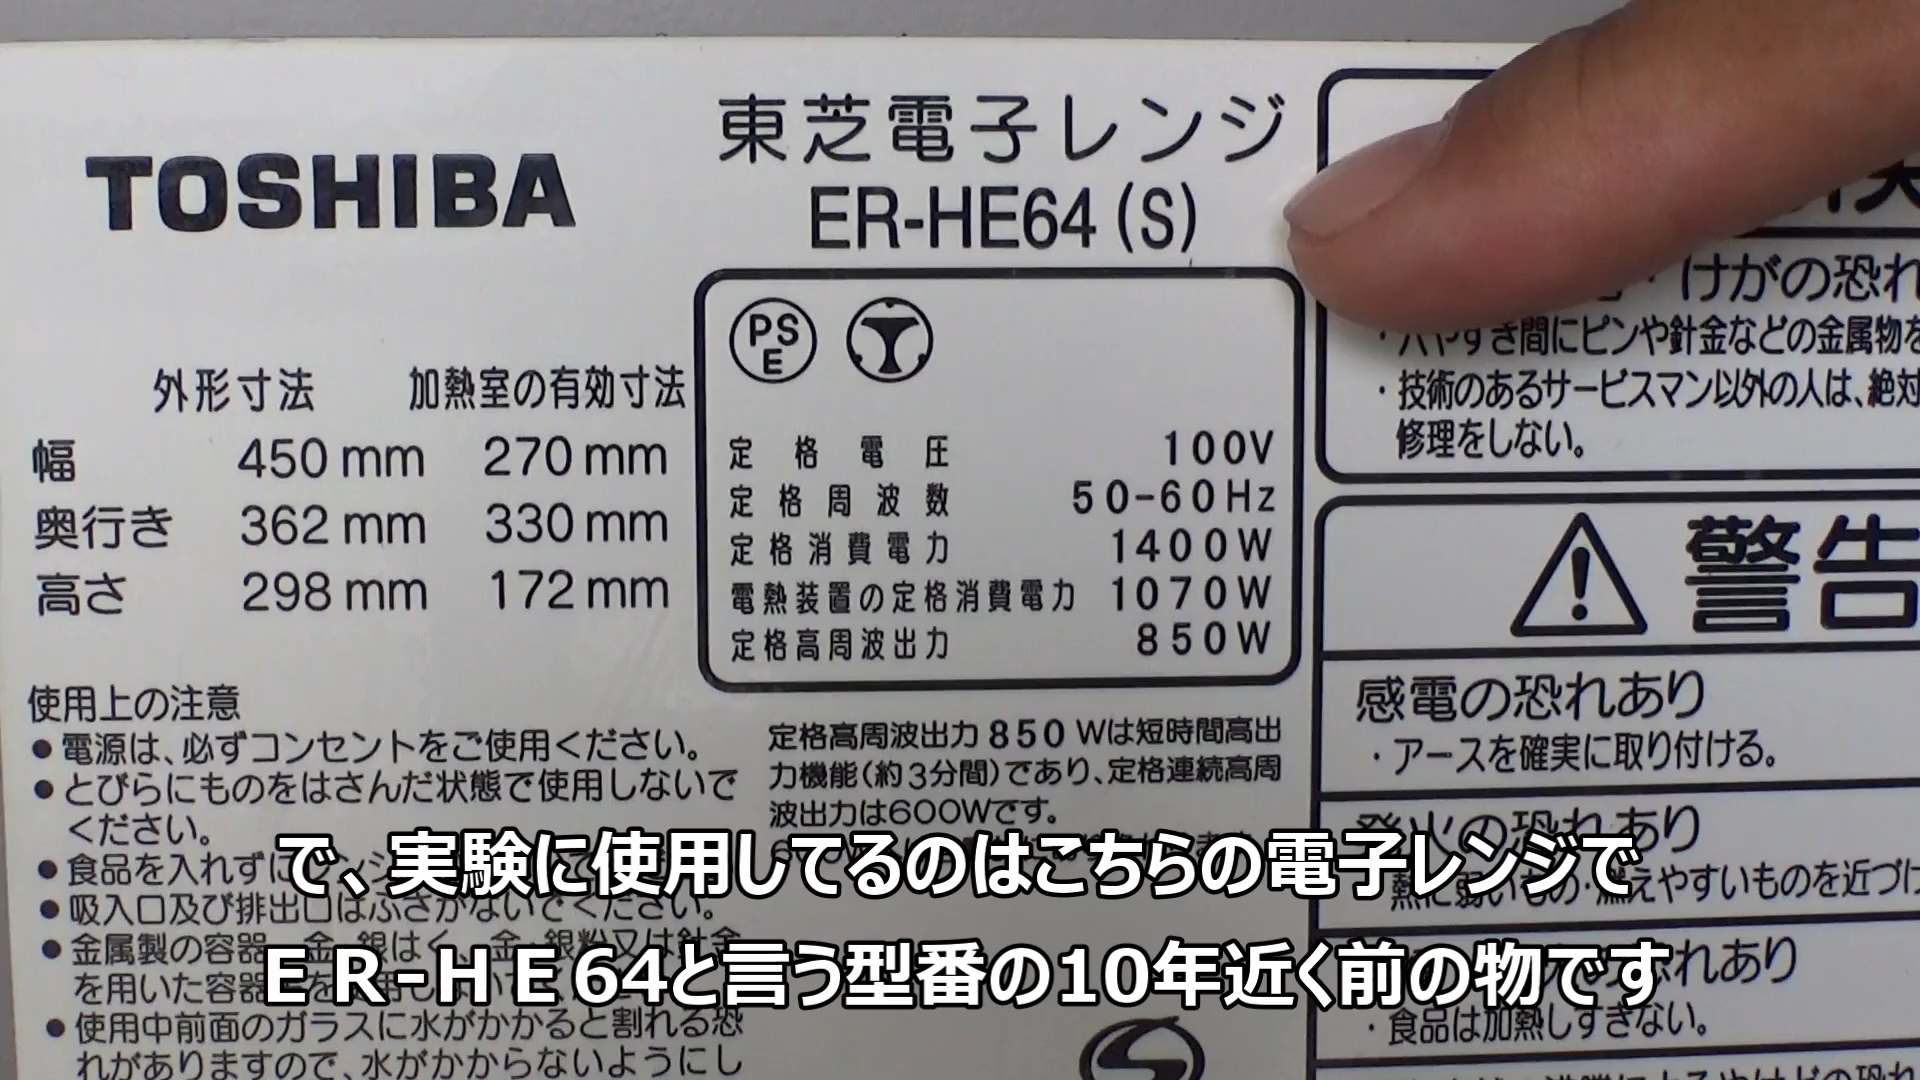 TOSHIBA
東芝電子レンジ
ER-HE64(S)
外形寸法 加熱室の有効寸法
幅 450mm 270mm
奥行き 362mm 330mm
高さ 298mm 172mm
PS
E
定格電圧 100V
定格周波数 50-60Hz
定格消費電力 1400W
電熱装置の定格消費電力 1070W
定格高周波出力 850W
定格高周波出力850Wは短時間高出
力機能(約3分間)であり、定格連続高周
波出力は600Wです。
使用上の注意
●電源は、必ずコンセントをご使用ください。
●とびらにものをはさんだ状態で使用しないで
ください。
●食品を入れずに
●吸入口及び排出口はふさがないでください。
●金属製の容器
を用いた容器
●使用中前面のガラスに水がかかると割れる恐
れがありますので、水がかからないようにし
けがの恐れ
すき間にピンや針金などの金属物を
・技術のあるサービスマン以外の人は、絶対
修理をしない。
警告
感電の恐れあり
・アースを確実に取り付ける。
発火の恐れあり
熱に弱いもの・燃えやすいものを近づけ
れあり
・食品は加熱しすぎない。
で、実験に使用してるのはこちらの電子レンジで
ER-HE64と言う型番の10年近く前の物です